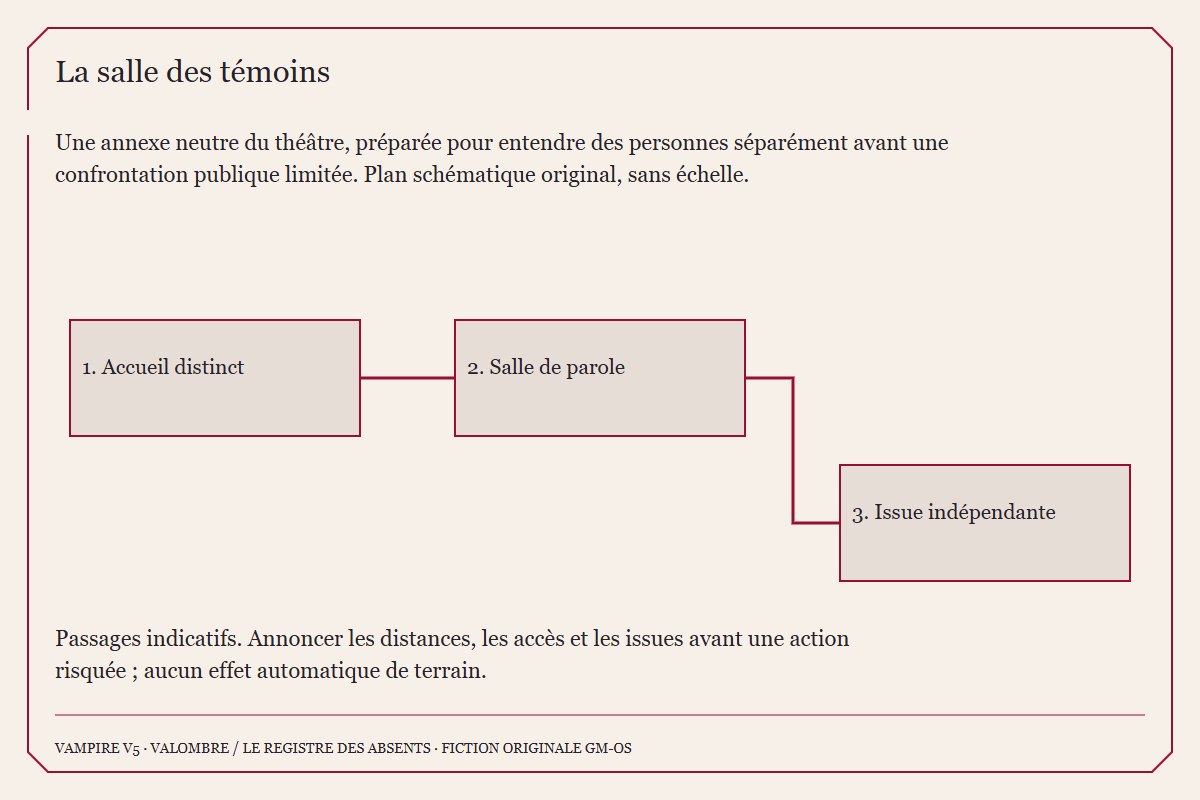 La salle des témoins
Une annexe neutre du théâtre, préparée pour entendre des personnes séparément avant une
confrontation publique limitée. Plan schématique original, sans échelle.
1. Accueil distinct
2. Salle de parole
3. Issue indépendante
Passages indicatifs. Annoncer les distances, les accès et les issues avant une action
risquée ; aucun effet automatique de terrain.
VAMPIRE V5 · VALOMBRE / LE REGISTRE DES ABSENTS · FICTION ORIGINALE GM-OS